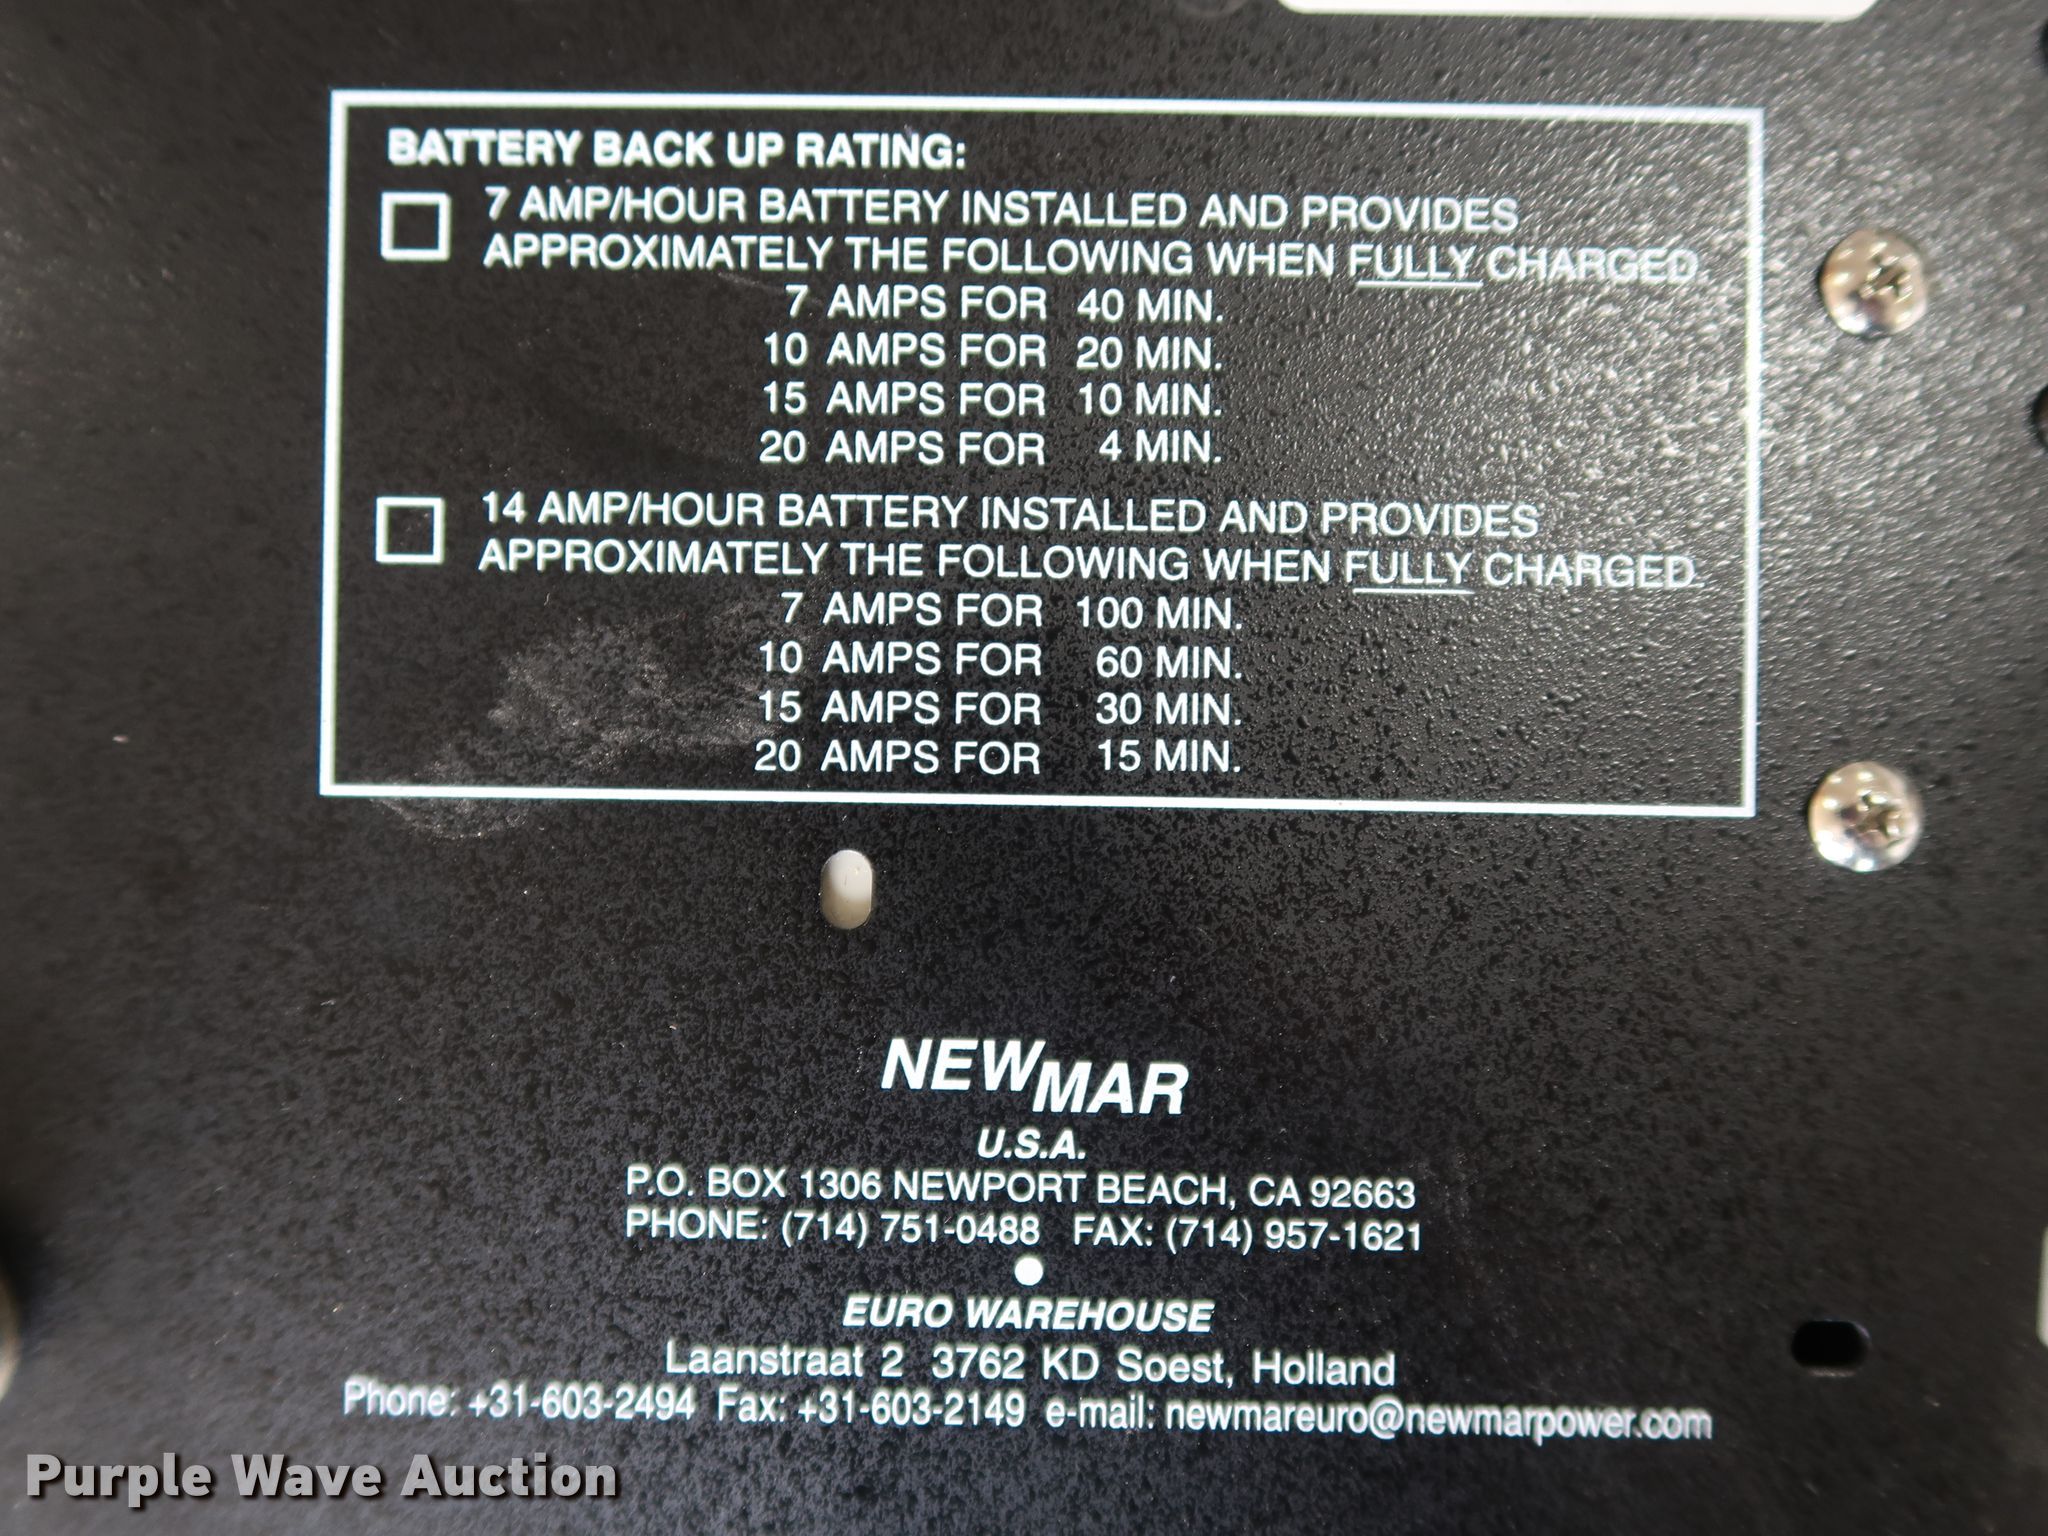 BATTERY BACK UP RATING:
7 AMP/HOUR BATTERY INSTALLED AND PROVIDES
APPROXIMATELY THE FOLLOWING WHEN FULLY CHARGED.
7 AMPS FOR 40 MIN.
10 AMPS FOR 20 MIN.
15 AMPS FOR 10 MIN.
20 AMPS FOR 4 MIN.
14 AMP/HOUR BATTERY INSTALLED AND PROVIDES
APPROXIMATELY THE FOLLOWING WHEN FULLY CHARGED.
7 AMPS FOR 100 MIN.
10 AMPS FOR 60 MIN.
15 AMPS FOR 30 MIN.
20 AMPS FOR 15 MIN.
NEWMAR
U.S.A.
P.O. BOX 1306 NEWPORT BEACH, CA 92663
PHONE: (714) 751-0488 FAX: (714) 957-1621
EURO WAREHOUSE
Laanstraat 2 3762 KD Soest, Holland
Phone: +31-603-2494 Fax: +31-603-2149 e-mail: newmareuro@newmarpower.com
Purple Wave Auction